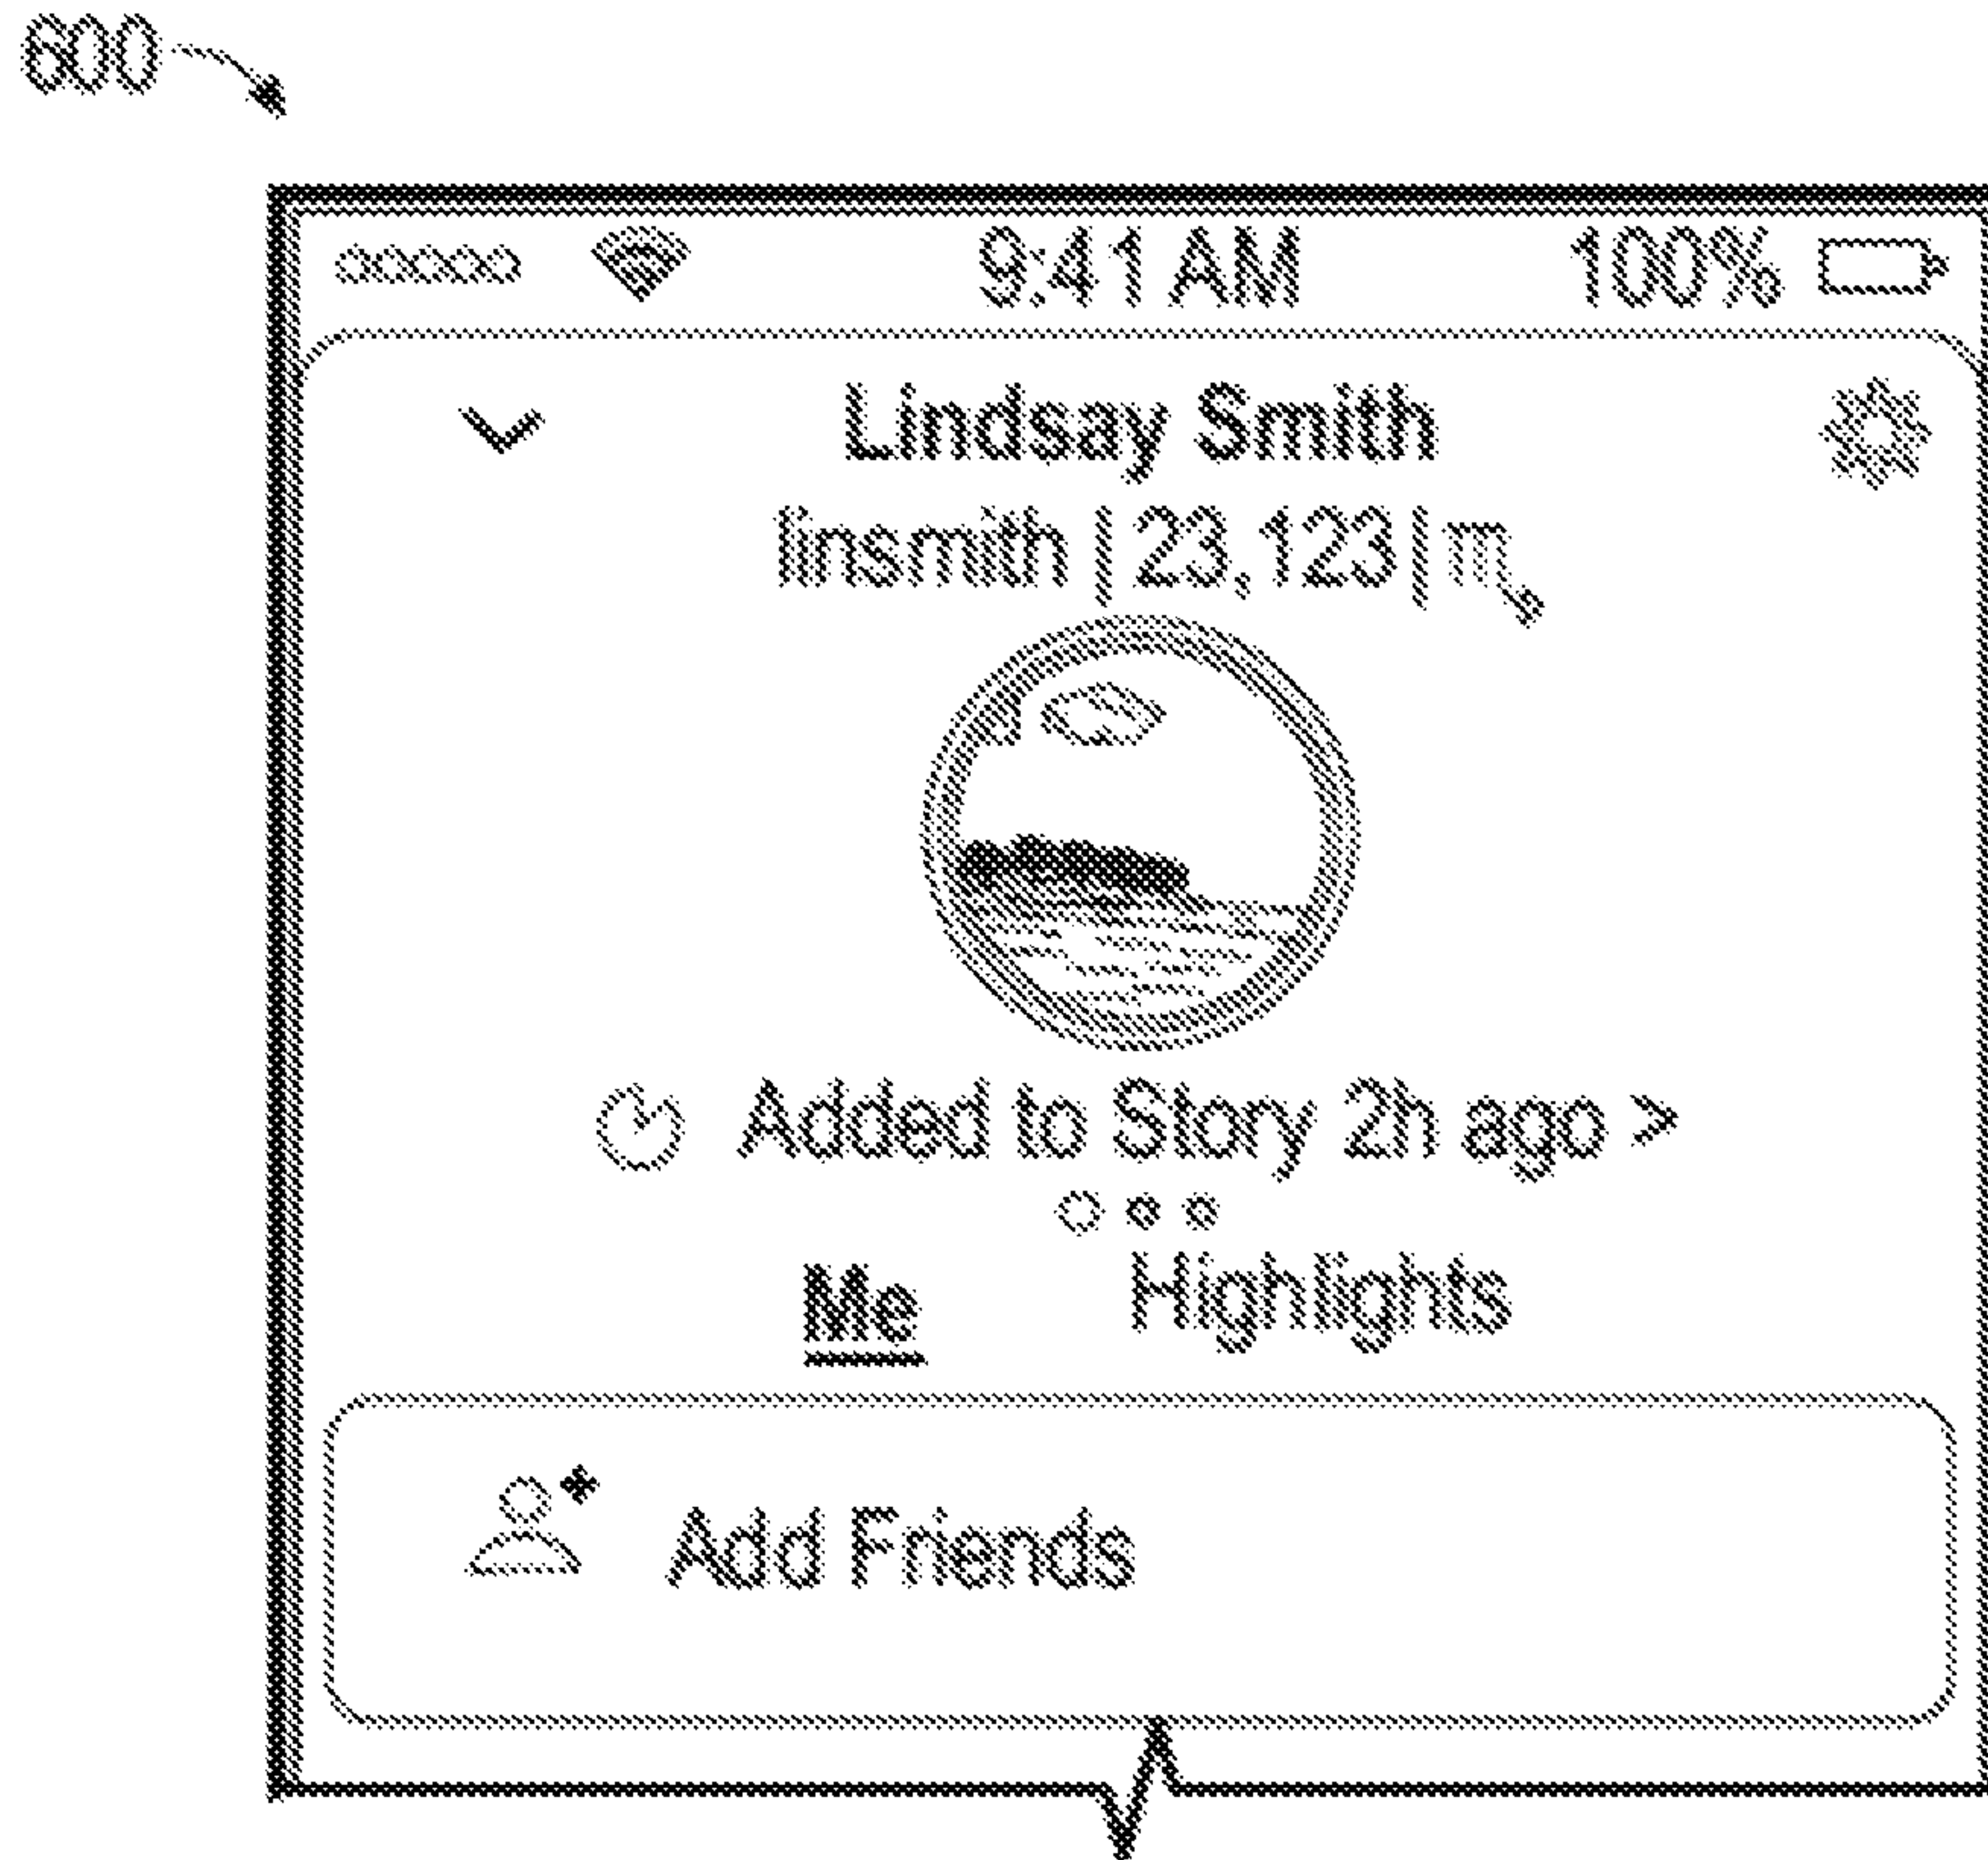 600
9:41 AM 100%
Lindsay Smith
linsmith | 23,123 | ♏
Added to Story 2h ago >
Me Highlights
Add Friends